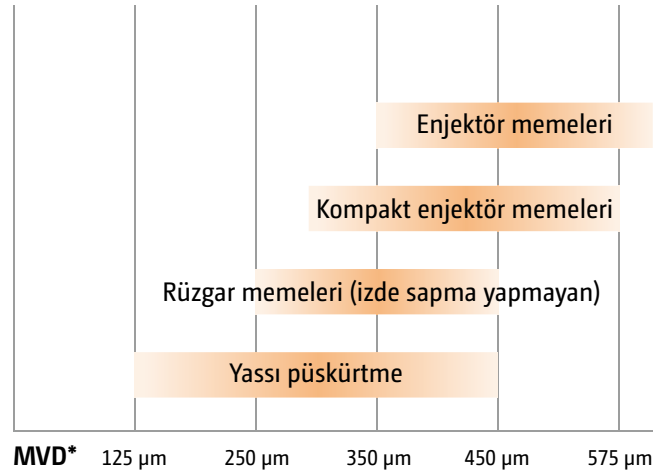 Enjektör memeleri
Kompakt enjektör memeleri
Rüzgar memeleri (izde sapma yapmayan)
Yassı püskürtme
MVD* 125 µm 250 µm 350 µm 450 µm 575 µm